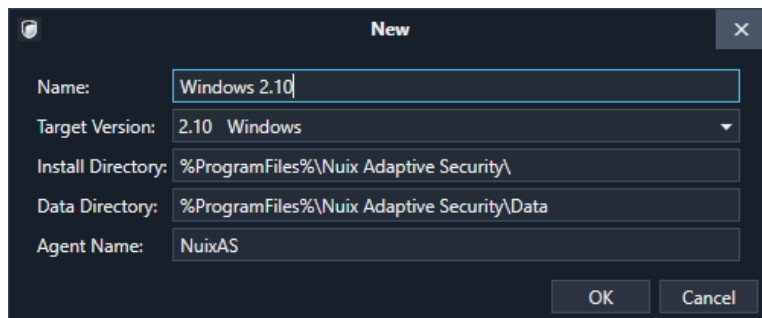 New
Name: Windows 2.10
Target Version: 2.10 Windows
Install Directory: %ProgramFiles%\Nuix Adaptive Security\
Data Directory: %ProgramFiles%\Nuix Adaptive Security\Data
Agent Name: NuixAS
OK Cancel